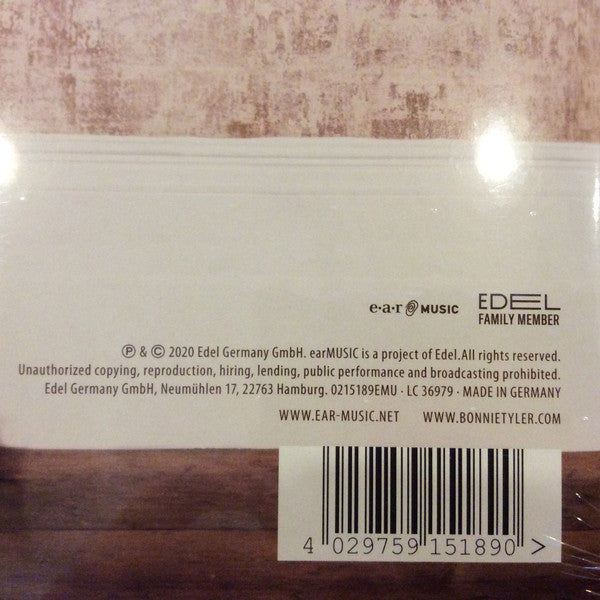 e·a·r MUSIC EDEL
FAMILY MEMBER
℗ & © 2020 Edel Germany GmbH. earMUSIC is a project of Edel.All rights reserved.
Unauthorized copying, reproduction, hiring, lending, public performance and broadcasting prohibited.
Edel Germany GmbH, Neumühlen 17, 22763 Hamburg. 0215189EMU · LC 36979 · MADE IN GERMANY
WWW.EAR-MUSIC.NET WWW.BONNIETYLER.COM
4 029759 151890 >